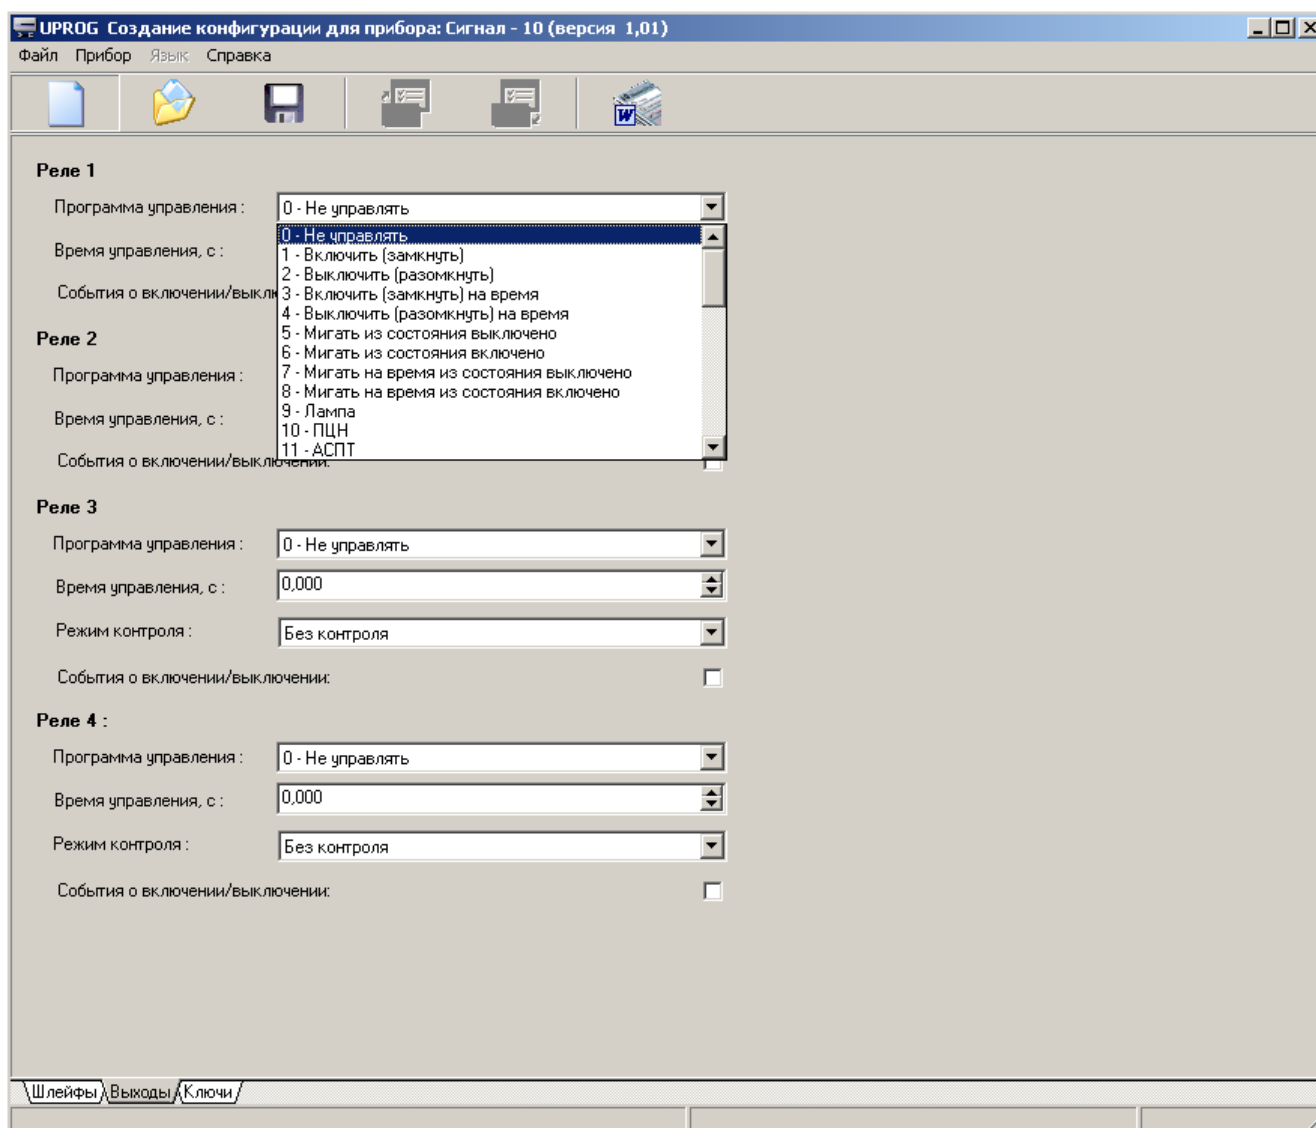 UPROG Создание конфигурации для прибора: Сигнал - 10 (версия 1,01)
Файл Прибор Язык Справка
W
Реле 1
Программа управления : 0 - Не управлять
0 - Не управлять
Время управления, с : 1 - Включить (замкнуть)
2 - Выключить (разомкнуть)
События о включении/выклю 3 - Включить (замкнуть) на время
4 - Выключить (разомкнуть) на время
Реле 2 5 - Мигать из состояния выключено
6 - Мигать из состояния включено
Программа управления : 7 - Мигать на время из состояния выключено
8 - Мигать на время из состояния включено
Время управления, с : 9 - Лампа
10 - ПЦН
11 - АСПТ
События о включении/выключении:
Реле 3
Программа управления : 0 - Не управлять
Время управления, с : 0,000
Режим контроля : Без контроля
События о включении/выключении:
Реле 4 :
Программа управления : 0 - Не управлять
Время управления, с : 0,000
Режим контроля : Без контроля
События о включении/выключении:
Шлейфы Выходы Ключи